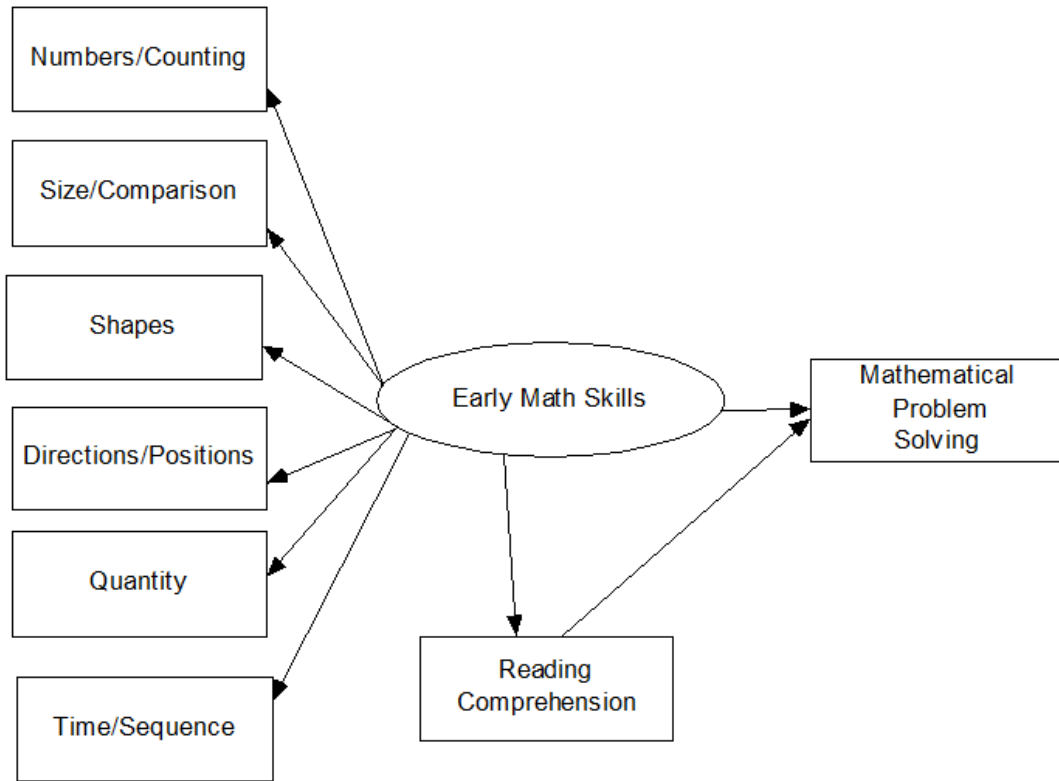 Numbers/Counting
Size/Comparison
Shapes
Directions/Positions
Quantity
Time/Sequence
Early Math Skills
Reading
Comprehension
Mathematical
Problem
Solving